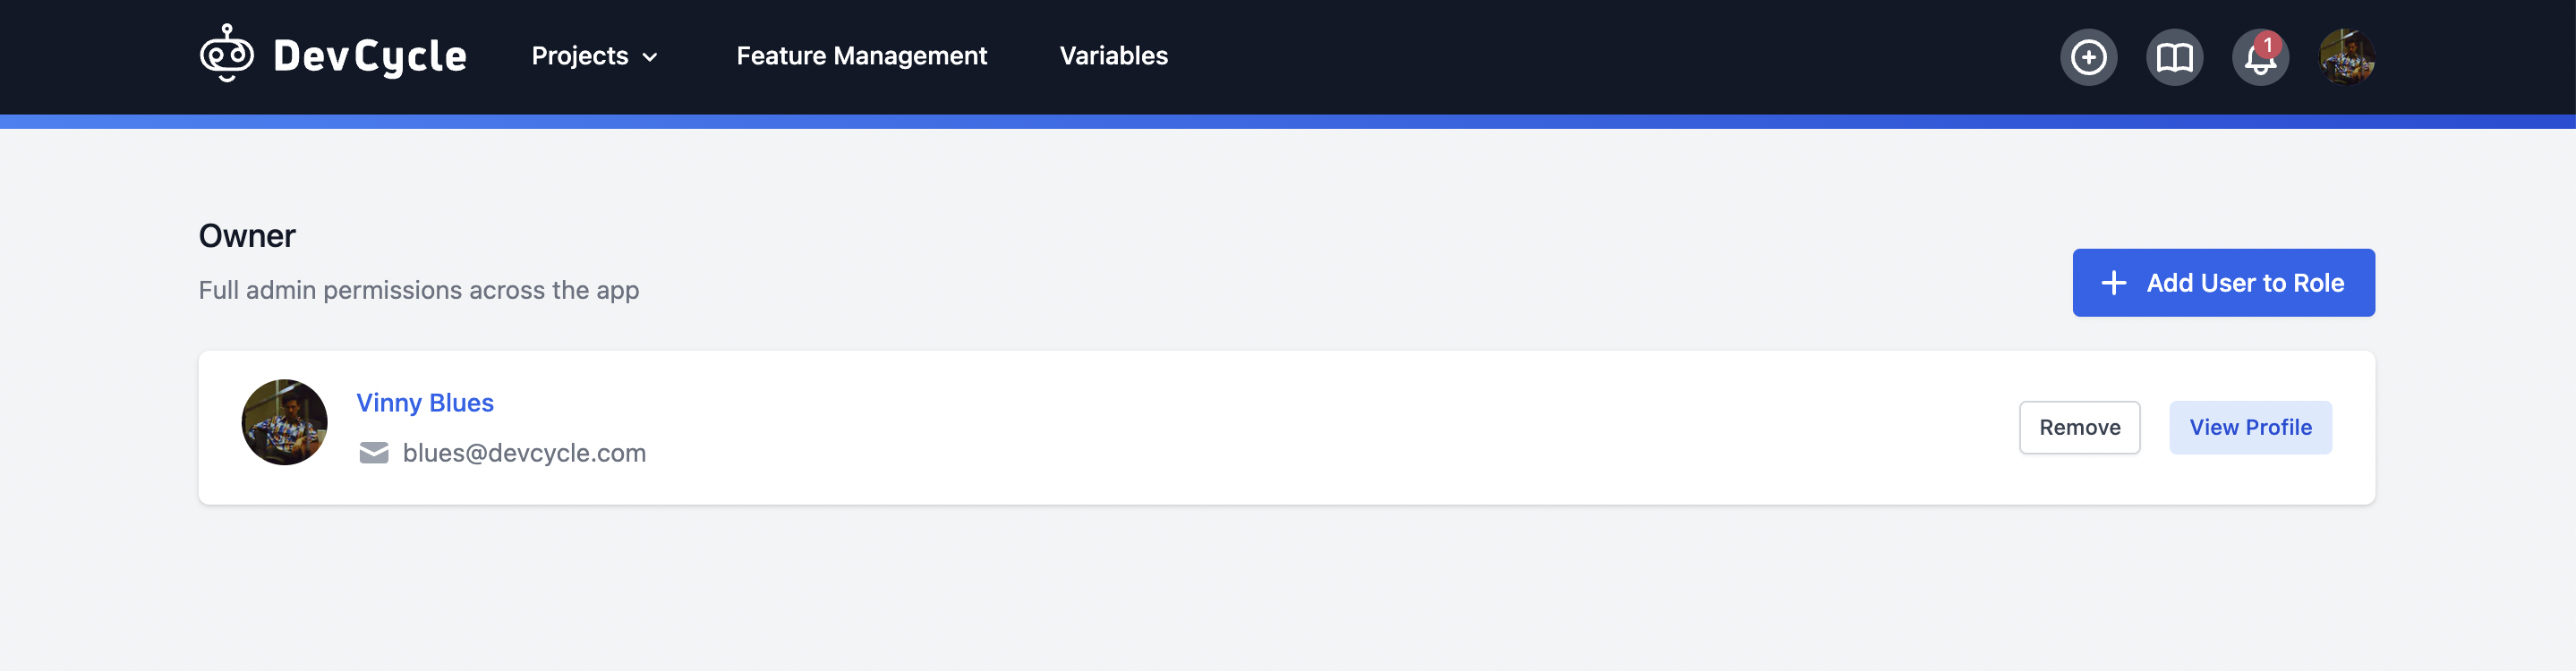 DevCycle
Projects
Feature Management
Variables
1
Owner
Full admin permissions across the app
Add User to Role
Vinny Blues
blues@devcycle.com
Remove
View Profile